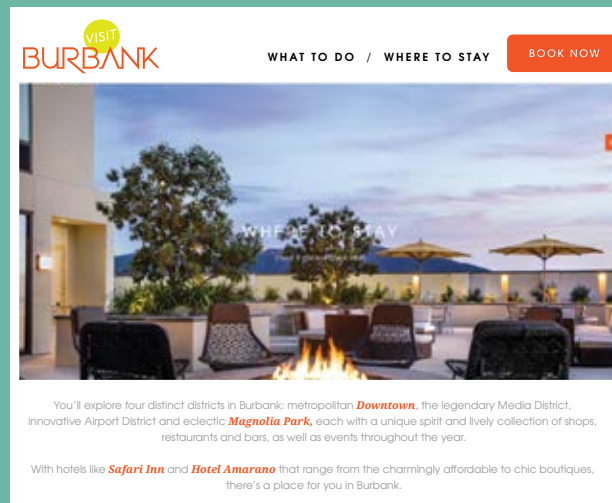 VISIT
BURBANK
WHAT TO DO / WHERE TO STAY
BOOK NOW
WHERE TO STAY
You'll explore four distinct districts in Burbank: metropolitan Downtown, the legendary Media District,
innovative Airport District and eclectic Magnolia Park, each with a unique spirit and lively collection of shops,
restaurants and bars, as well as events throughout the year.
With hotels like Safari Inn and Hotel Amarano that range from the charmingly affordable to chic boutiques,
there's a place for you in Burbank.